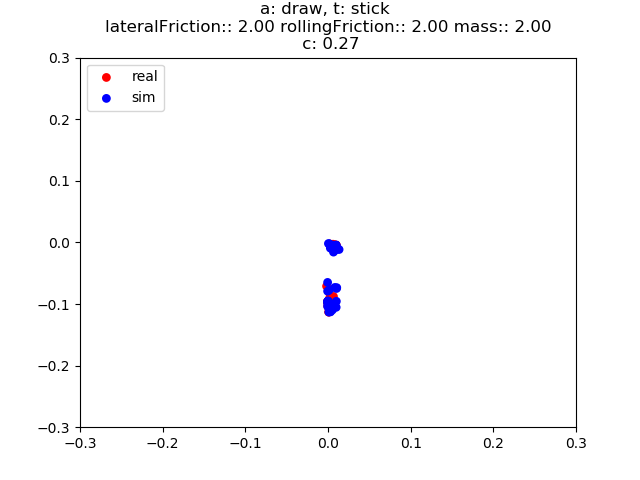 a: draw, t: stick
lateralFriction:: 2.00 rollingFriction:: 2.00 mass:: 2.00
c: 0.27
real
sim
0.3
0.2
0.1
0.0
−0.1
−0.2
−0.3
−0.3
−0.2
−0.1
0.0
0.1
0.2
0.3